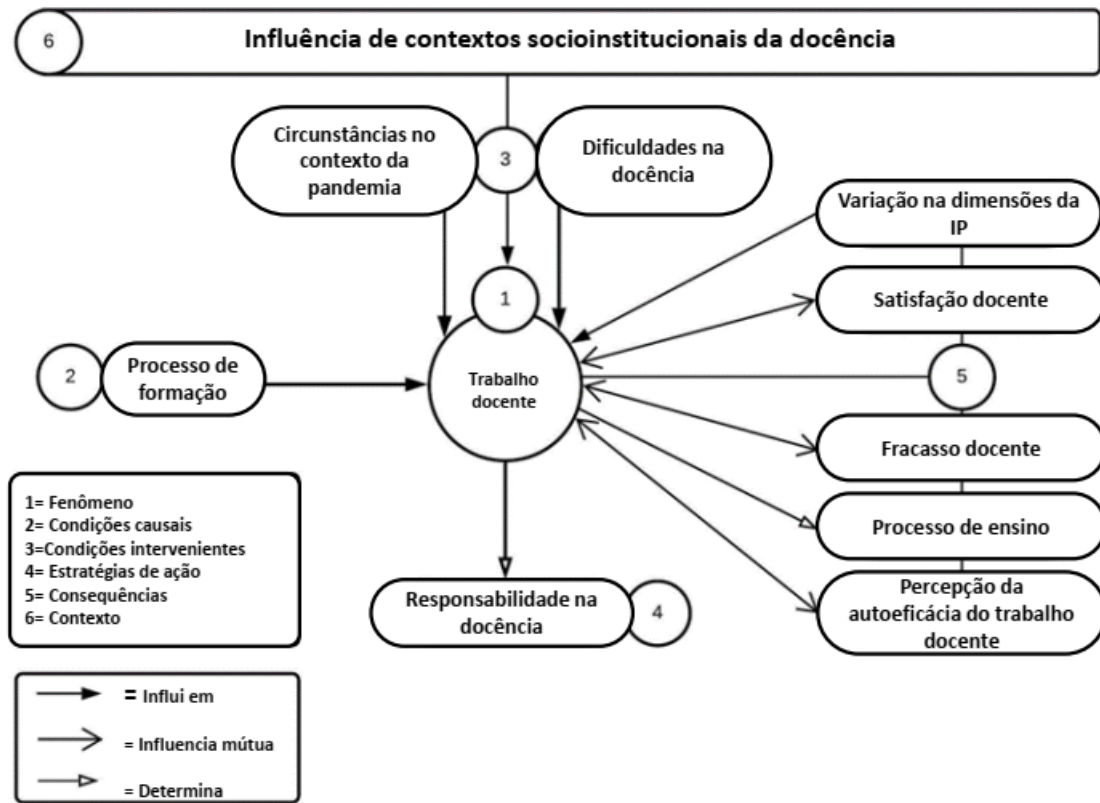 6
Influência de contextos socioinstitucionais da docência
Circunstâncias no
contexto da
pandemia
3
Dificuldades na
docência
Variação na dimensões da
IP
1
Satisfação docente
2
Processo de
formação
Trabalho
docente
5
Fracasso docente
1= Fenômeno
2= Condições causais
3=Condições intervenientes
4= Estratégias de ação
5= Consequências
6= Contexto
Processo de ensino
Responsabilidade na
docência
4
Percepção da
autoeficácia do trabalho
docente
= Influi em
= Influencia mútua
= Determina